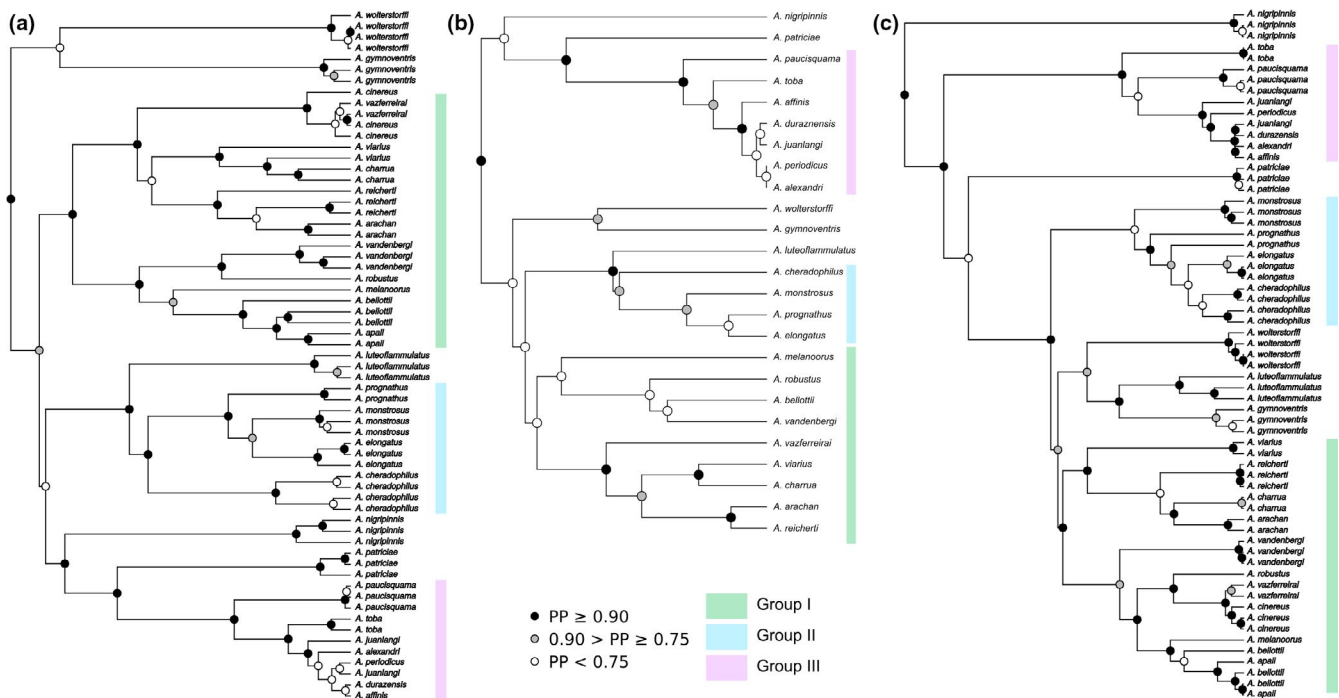 (a)
A. wolterstorffi
A. wolterstorffi
A. wolterstorffi
A. wolterstorffi
A. gymnoventris
A. gymnoventris
A. gymnoventris
A. cinereus
A. vazferreirai
A. vazferreirai
A. cinereus
A. cinereus
A. viarius
A. viarius
A. charrua
A. charrua
A. reicherti
A. reicherti
A. reicherti
A. arachan
A. arachan
A. vandenbergi
A. vandenbergi
A. vandenbergi
A. robustus
A. melanoorus
A. bellottii
A. bellottii
A. bellottii
A. apaii
A. apaii
A. luteoflammulatus
A. luteoflammulatus
A. luteoflammulatus
A. prognathus
A. prognathus
A. monstrosus
A. monstrosus
A. monstrosus
A. elongatus
A. elongatus
A. elongatus
A. cheradophilus
A. cheradophilus
A. cheradophilus
A. cheradophilus
A. nigripinnis
A. nigripinnis
A. nigripinnis
A. patriciae
A. patriciae
A. patriciae
A. paucisquama
A. paucisquama
A. paucisquama
A. toba
A. toba
A. juanlangi
A. alexandri
A. periodicus
A. juanlangi
A. durazensis
A. affinis
(b)
A. nigripinnis
A. patriciae
A. paucisquama
A. toba
A. affinis
A. duraznensis
A. juanlangi
A. periodicus
A. alexandri
A. wolterstorffi
A. gymnoventris
A. luteoflammulatus
A. cheradophilus
A. monstrosus
A. prognathus
A. elongatus
A. melanoorus
A. robustus
A. bellottii
A. vandenbergi
A. vazferreirai
A. viarius
A. charrua
A. arachan
A. reicherti
PP ≥ 0.90
0.90 > PP ≥ 0.75
PP < 0.75
Group I
Group II
Group III
(c)
A. nigripinnis
A. nigripinnis
A. nigripinnis
A. toba
A. toba
A. paucisquama
A. paucisquama
A. paucisquama
A. juanlangi
A. periodicus
A. juanlangi
A. durazensis
A. alexandri
A. affinis
A. patriciae
A. patriciae
A. patriciae
A. monstrosus
A. monstrosus
A. monstrosus
A. prognathus
A. prognathus
A. elongatus
A. elongatus
A. elongatus
A. cheradophilus
A. cheradophilus
A. cheradophilus
A. cheradophilus
A. wolterstorffi
A. wolterstorffi
A. wolterstorffi
A. wolterstorffi
A. luteoflammulatus
A. luteoflammulatus
A. luteoflammulatus
A. gymnoventris
A. gymnoventris
A. gymnoventris
A. viarius
A. viarius
A. reicherti
A. reicherti
A. reicherti
A. charrua
A. charrua
A. arachan
A. arachan
A. vandenbergi
A. vandenbergi
A. vandenbergi
A. robustus
A. vazferreirai
A. vazferreirai
A. cinereus
A. cinereus
A. cinereus
A. melanoorus
A. bellottii
A. apaii
A. bellottii
A. bellottii
A. apaii